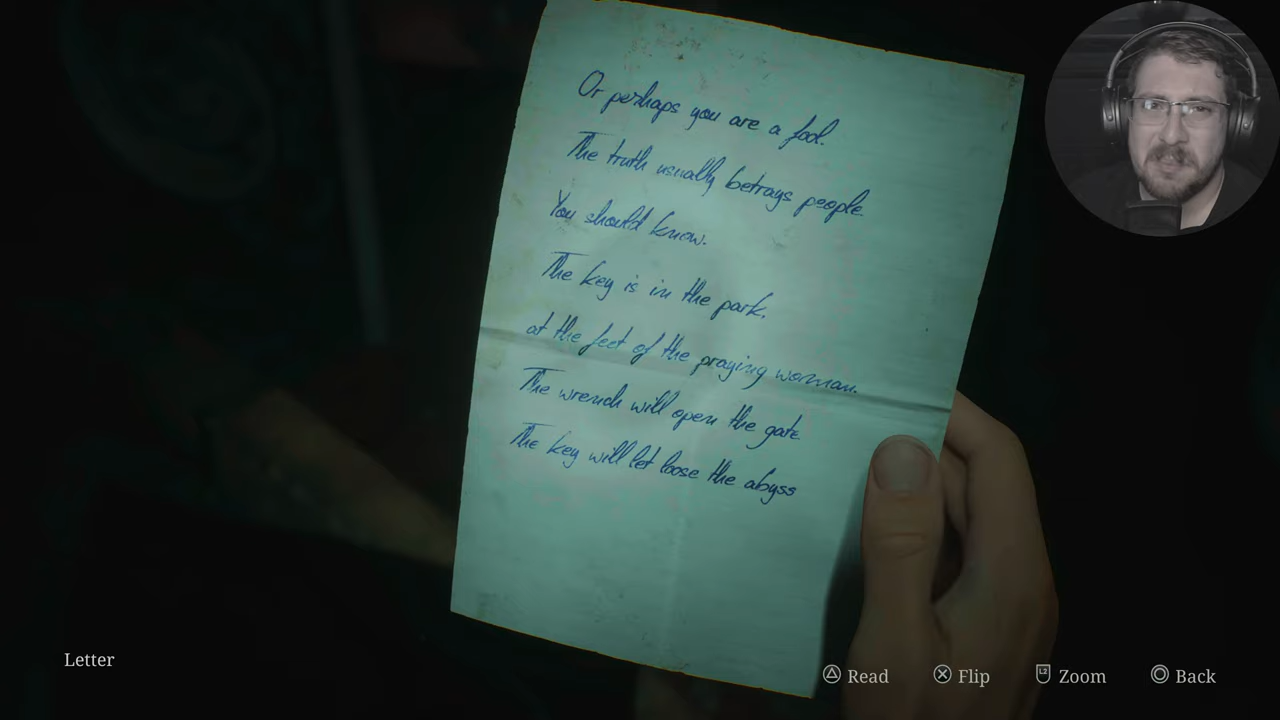 Or perhaps you are a fool.
The truth usually betrays people.
You should know.
The key is in the park,
at the feet of the praying woman.
The wrench will open the gate
The key will let loose the abyss
Letter
Read
Flip
L2 Zoom
Back